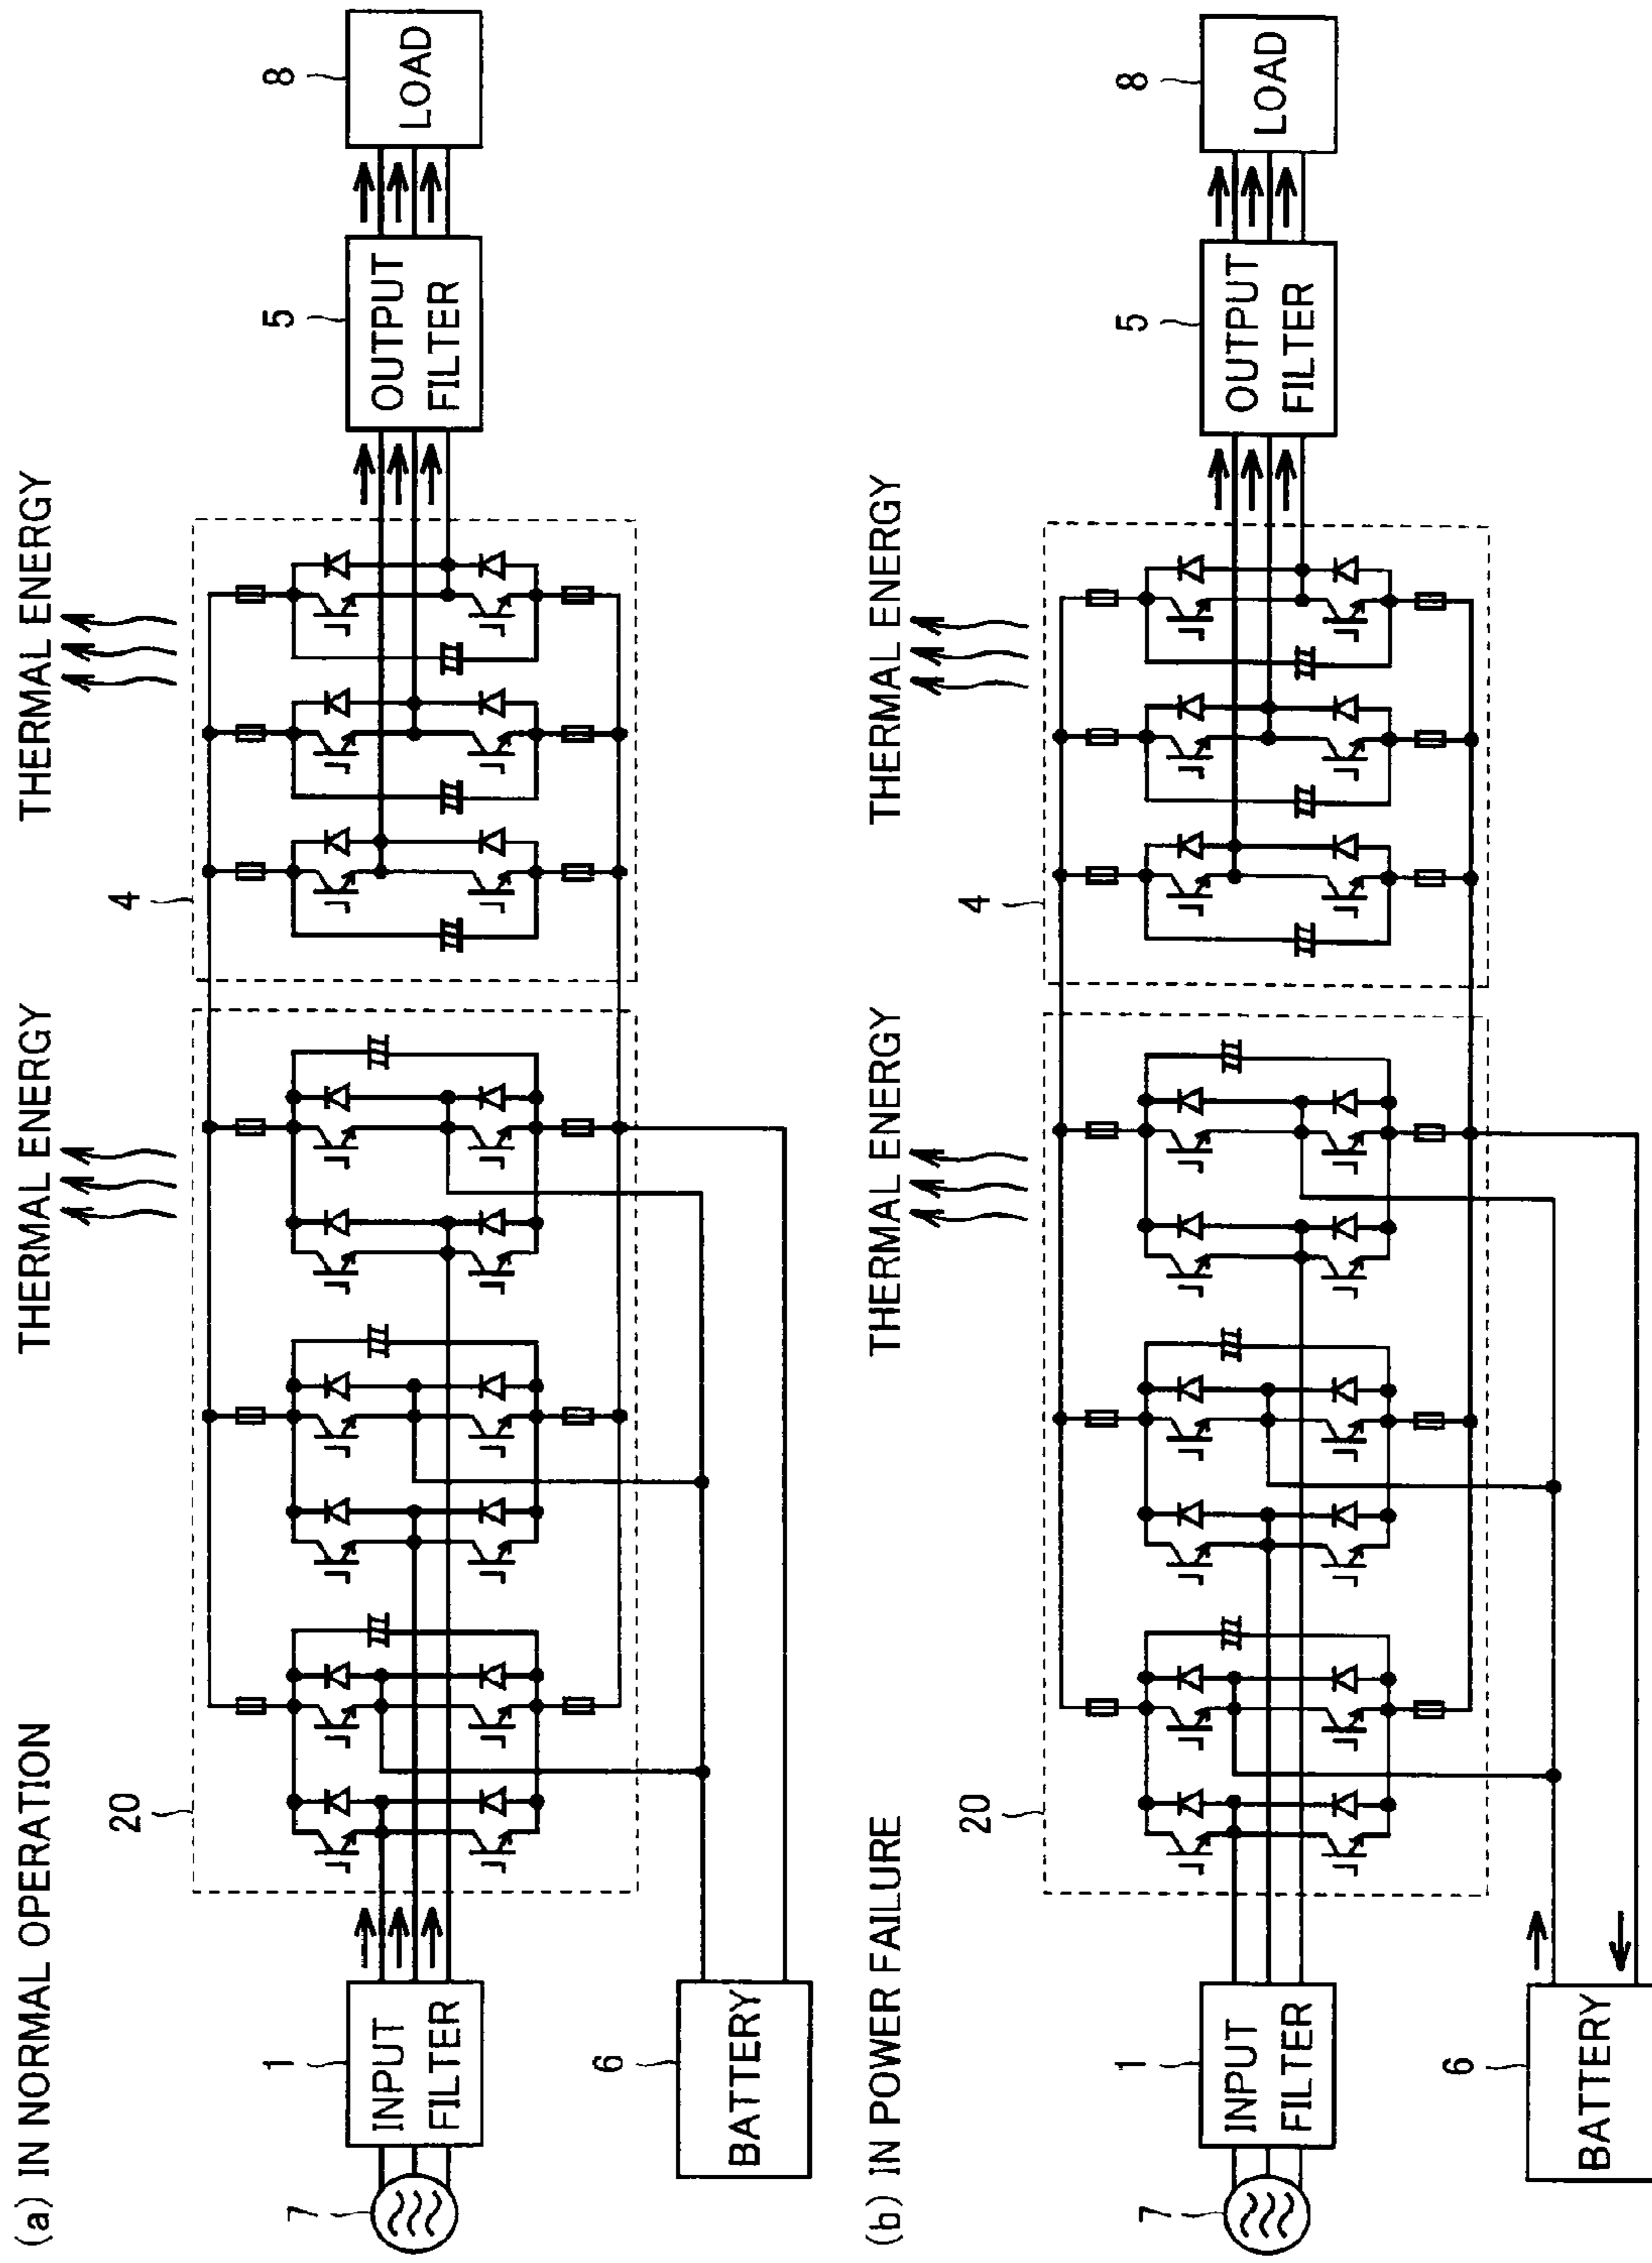 (a) IN NORMAL OPERATION
THERMAL ENERGY
THERMAL ENERGY
20
4
7
1
INPUT
FILTER
5
OUTPUT
FILTER
8
LOAD
6
BATTERY
(b) IN POWER FAILURE
THERMAL ENERGY
THERMAL ENERGY
20
4
7
1
INPUT
FILTER
5
OUTPUT
FILTER
8
LOAD
6
BATTERY